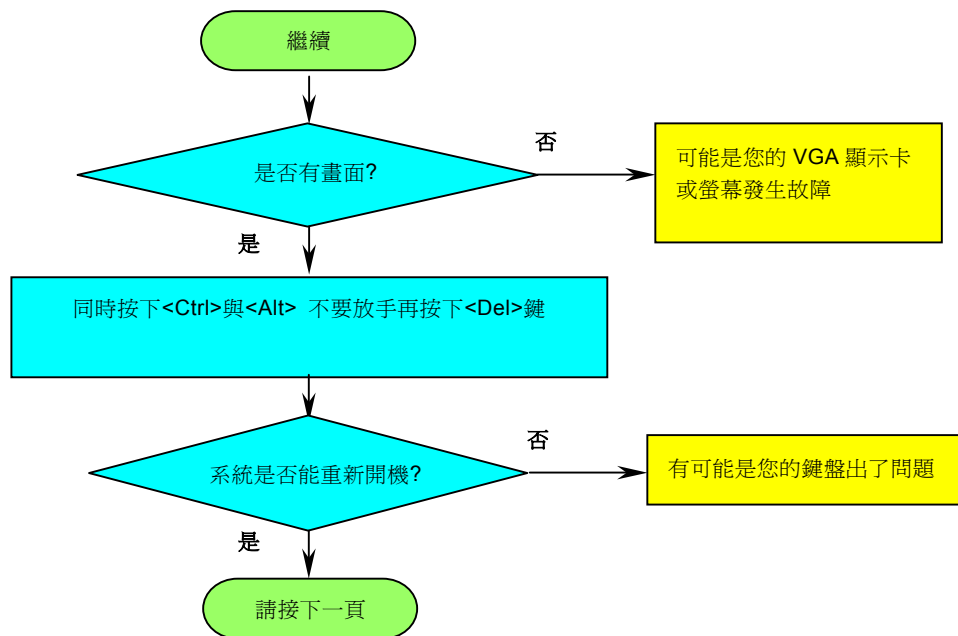 繼續
是否有畫面?
否
可能是您的 VGA 顯示卡
或螢幕發生故障
是
同時按下<Ctrl>與<Alt> 不要放手再按下<Del>鍵
系統是否能重新開機?
否
有可能是您的鍵盤出了問題
是
請接下一頁